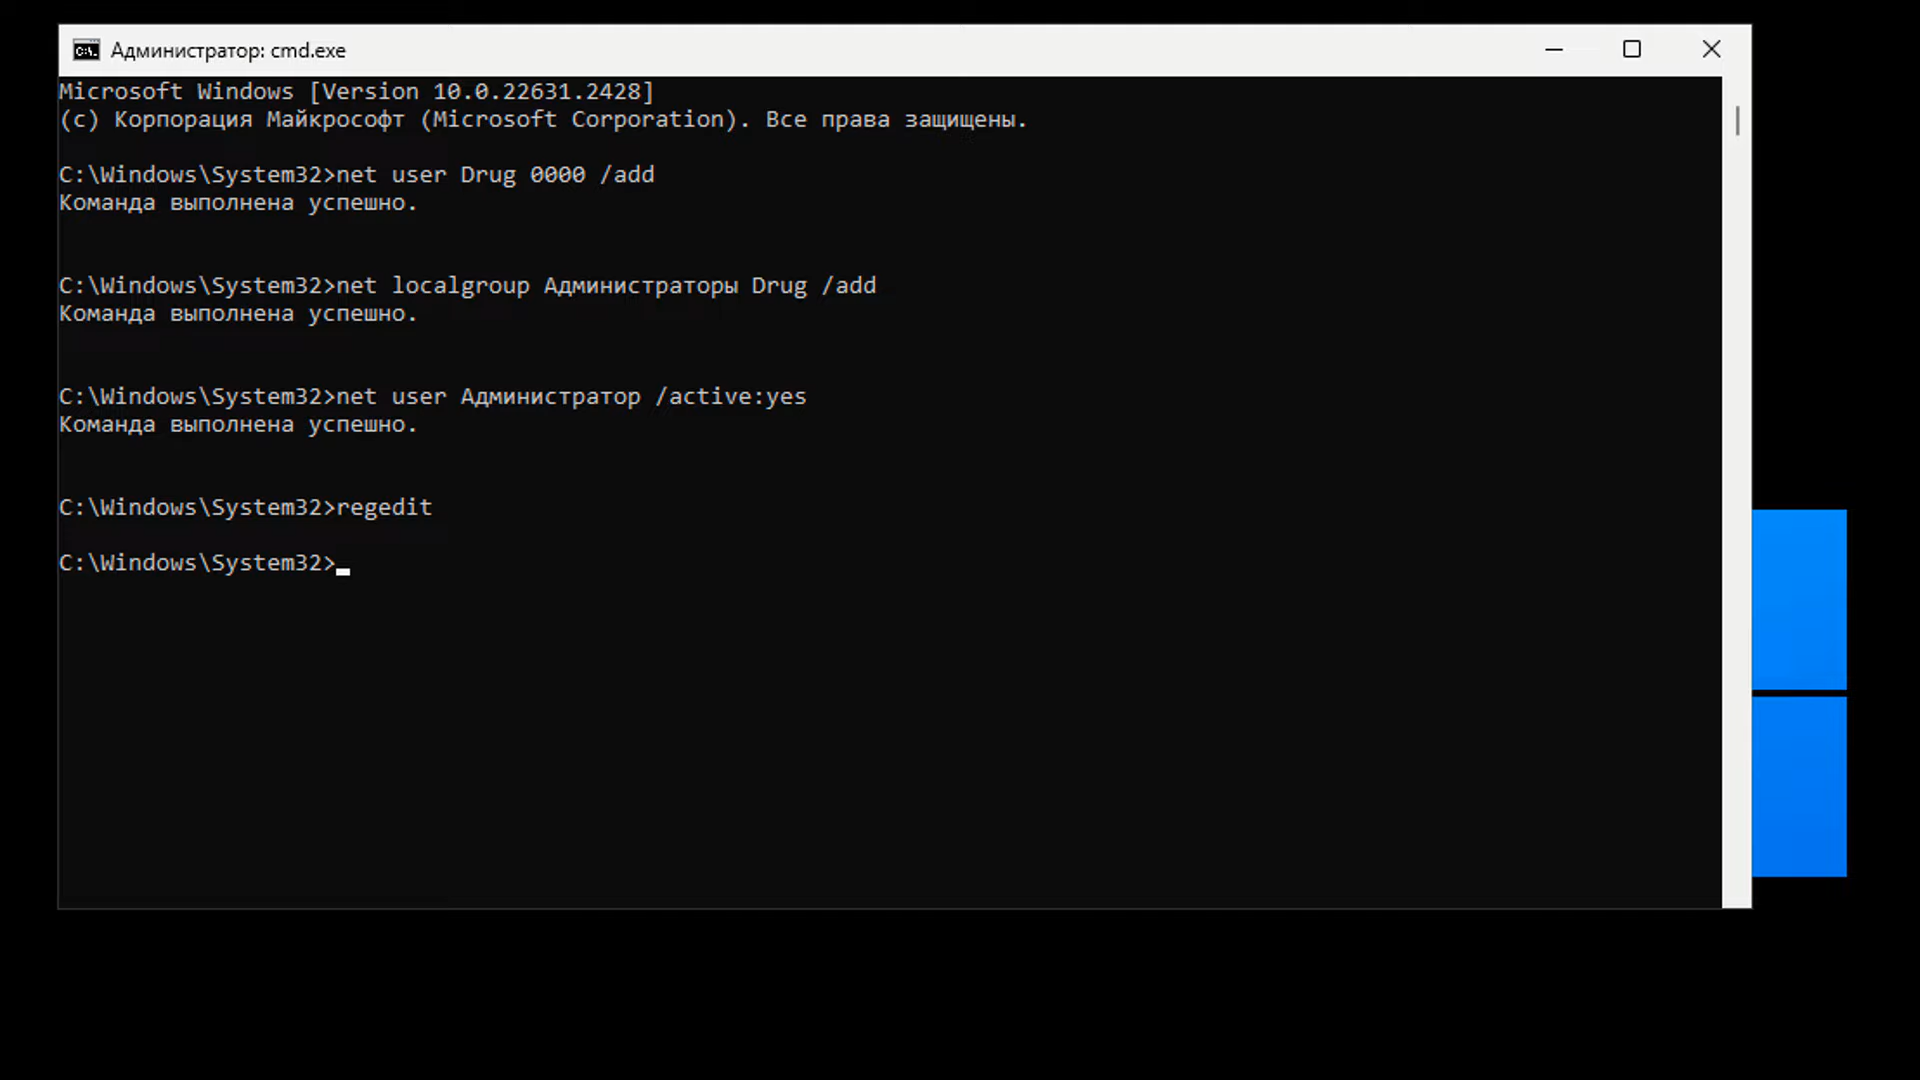 Администратор: cmd.exe
Microsoft Windows [Version 10.0.22631.2428]
(c) Корпорация Майкрософт (Microsoft Corporation). Все права защищены.
C:\Windows\System32>net user Drug 0000 /add
Команда выполнена успешно.
C:\Windows\System32>net localgroup Администраторы Drug /add
Команда выполнена успешно.
C:\Windows\System32>net user Администратор /active:yes
Команда выполнена успешно.
C:\Windows\System32>regedit
C:\Windows\System32>